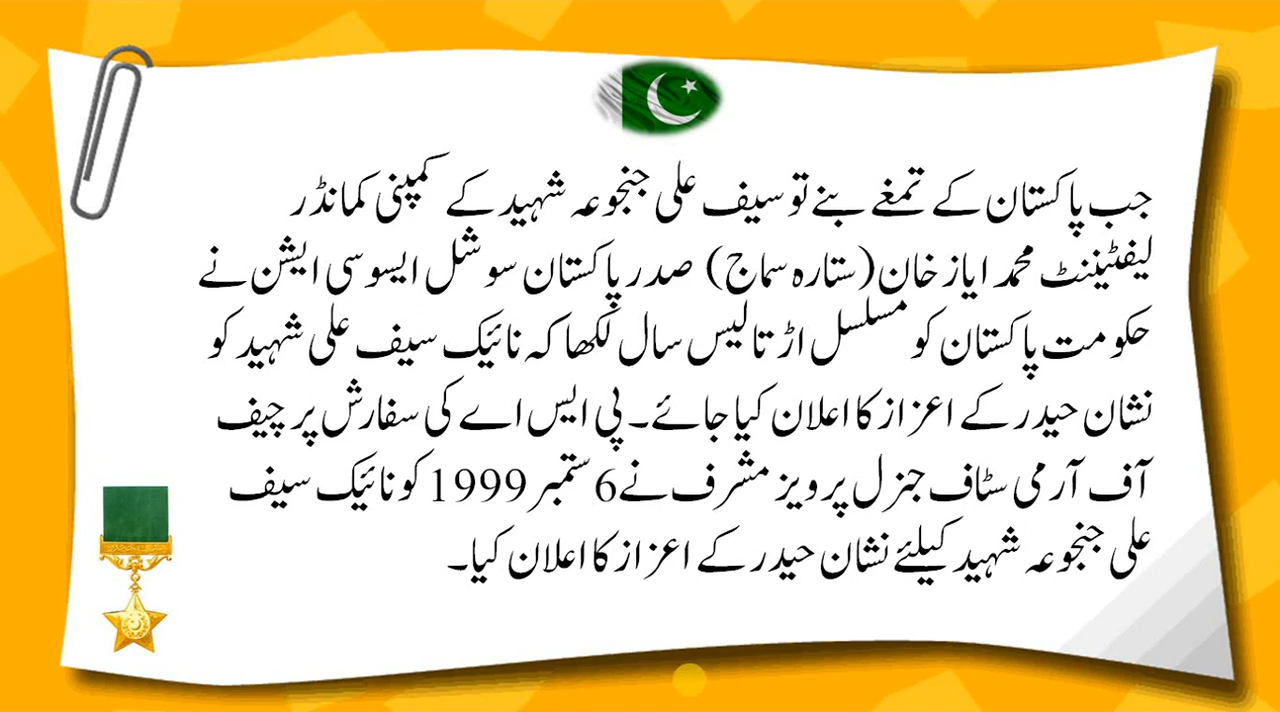 جب پاکستان کے تمغے بنے تو سیف علی جنجوعہ شہید کے کمپنی کمانڈر
لیفٹیننٹ محمد ایاز خان (ستارہ سماج) صدر پاکستان سوشل ایسوسی ایشن نے
حکومت پاکستان کو مسلسل اڑتالیس سال لکھا کہ نائیک سیف علی شہید کو
نشان حیدر کے اعزاز کا اعلان کیا جائے۔ پی ایس اے کی سفارش پر چیف
آف آرمی سٹاف جنرل پرویز مشرف نے 6 ستمبر 1999 کو نائیک سیف
علی جنجوعہ شہید کیلئے نشان حیدر کے اعزاز کا اعلان کیا۔